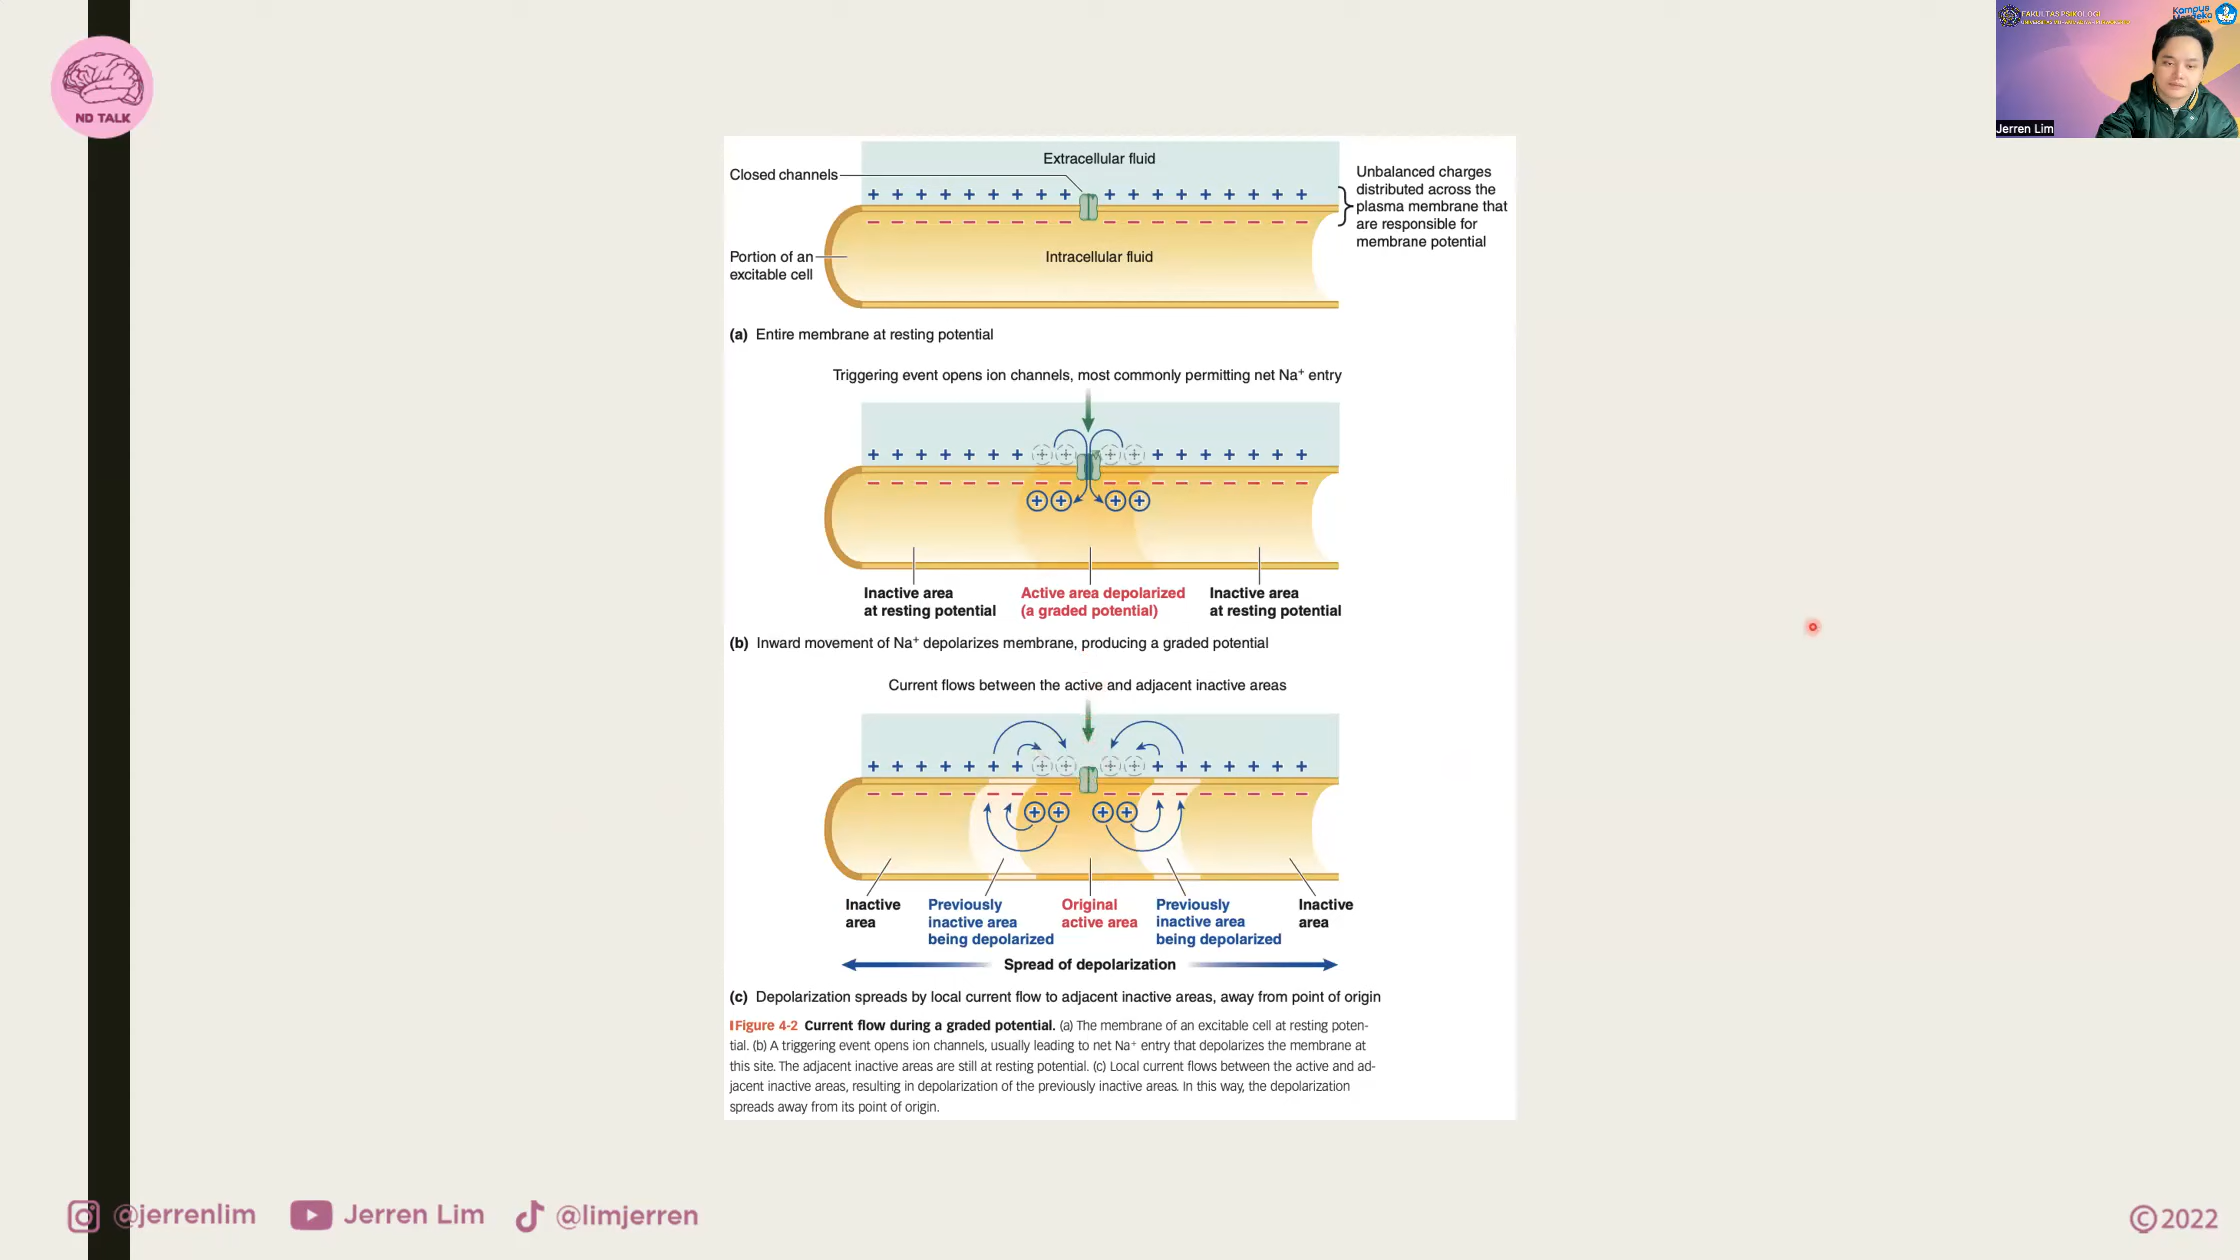 ND TALK
FAKULTAS PSIKOLOGI
Kampus
Merdeka
Jerren Lim
Extracellular fluid
Closed channels
Unbalanced charges
distributed across the
plasma membrane that
are responsible for
membrane potential
Portion of an
excitable cell
Intracellular fluid
(a) Entire membrane at resting potential
Triggering event opens ion channels, most commonly permitting net Na⁺ entry
Inactive area
at resting potential
Active area depolarized
(a graded potential)
Inactive area
at resting potential
(b) Inward movement of Na⁺ depolarizes membrane, producing a graded potential
Current flows between the active and adjacent inactive areas
Inactive
area
Previously
inactive area
being depolarized
Original
active area
Previously
inactive area
being depolarized
Inactive
area
Spread of depolarization
(c) Depolarization spreads by local current flow to adjacent inactive areas, away from point of origin
Figure 4-2 Current flow during a graded potential. (a) The membrane of an excitable cell at resting poten-
tial. (b) A triggering event opens ion channels, usually leading to net Na⁺ entry that depolarizes the membrane at
this site. The adjacent inactive areas are still at resting potential. (c) Local current flows between the active and ad-
jacent inactive areas, resulting in depolarization of the previously inactive areas. In this way, the depolarization
spreads away from its point of origin.
@jerrenlim
Jerren Lim
@limjerren
©2022